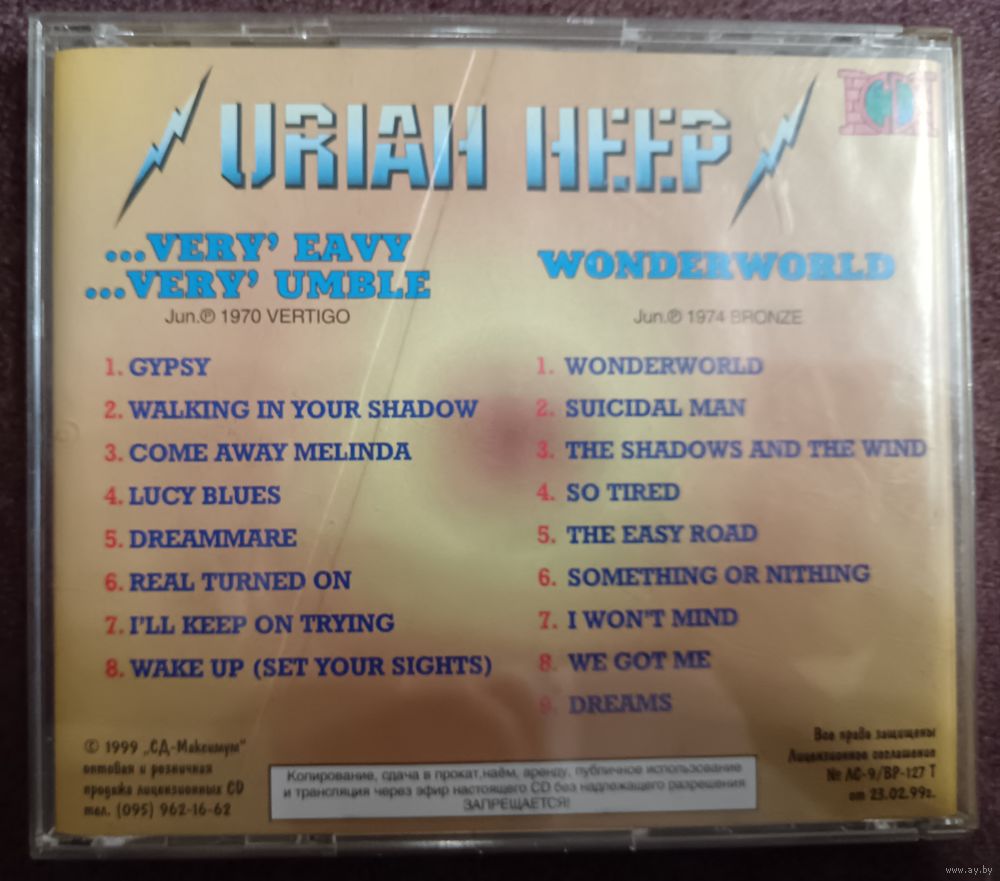 URIAH HEEP
...VERY' EAVY
...VERY' UMBLE
Jun.℗ 1970 VERTIGO
1. GYPSY
2. WALKING IN YOUR SHADOW
3. COME AWAY MELINDA
4. LUCY BLUES
5. DREAMMARE
6. REAL TURNED ON
7. I'LL KEEP ON TRYING
8. WAKE UP (SET YOUR SIGHTS)
WONDERWORLD
Jun.℗ 1974 BRONZE
1. WONDERWORLD
2. SUICIDAL MAN
3. THE SHADOWS AND THE WIND
4. SO TIRED
5. THE EASY ROAD
6. SOMETHING OR NITHING
7. I WON'T MIND
8. WE GOT ME
9. DREAMS
© 1999 „СД-Максимум"
оптовая и розничная
продажа лицензионных CD
тел. (095) 962-16-62
Копирование, сдача в прокат,наём, аренду, публичное использование
и трансляция через эфир настоящего CD без надлежащего разрешения
ЗАПРЕЩАЕТСЯ!
Все права защищены
Лицензионное соглашение
№ ЛС-9/ВР-127 Т
от 23.02.99г.
www.ay.by